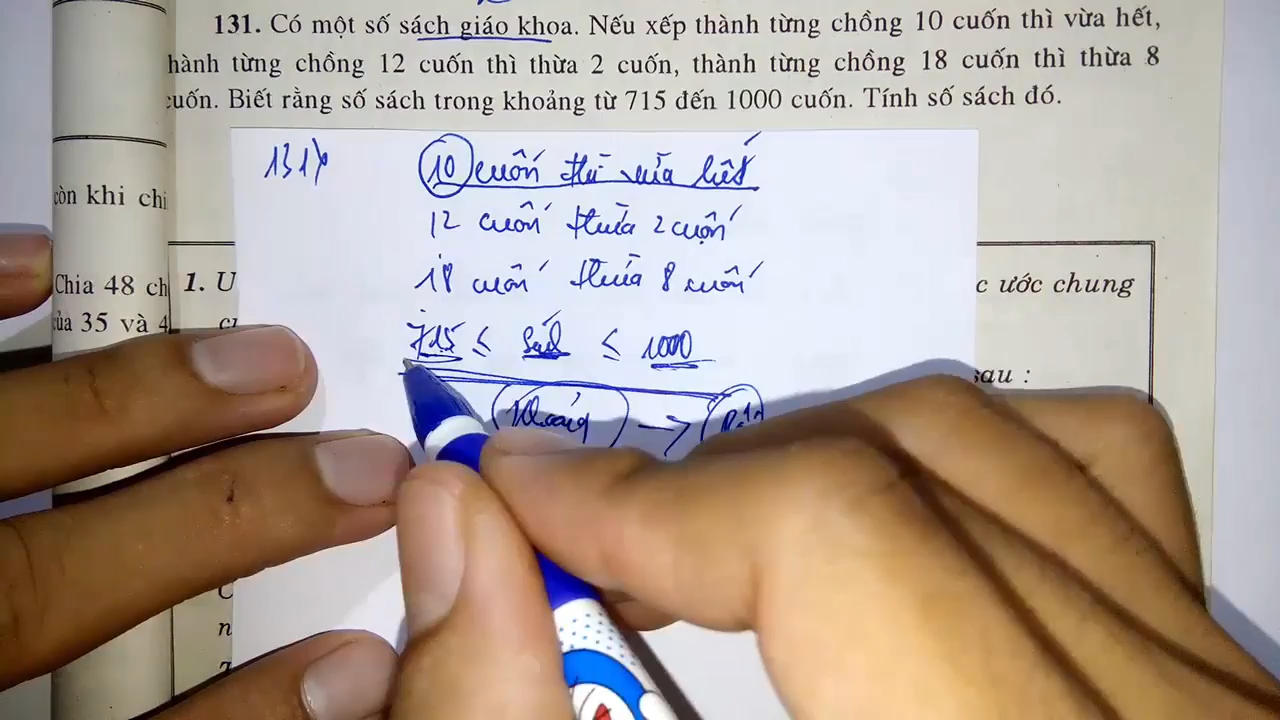 131. Có một số sách giáo khoa. Nếu xếp thành từng chồng 10 cuốn thì vừa hết,
hành từng chồng 12 cuốn thì thừa 2 cuốn, thành từng chồng 18 cuốn thì thừa 8
cuốn. Biết rằng số sách trong khoảng từ 715 đến 1000 cuốn. Tính số sách đó.
131)
10 cuốn thì vừa hết
còn khi chi
12 cuốn thừa 2 cuốn
18 cuốn thừa 8 cuốn
Chia 48 ch
1. U
c ước chung
của 35 và 4
715 ≤ ≤ 1000
sau :
→
n